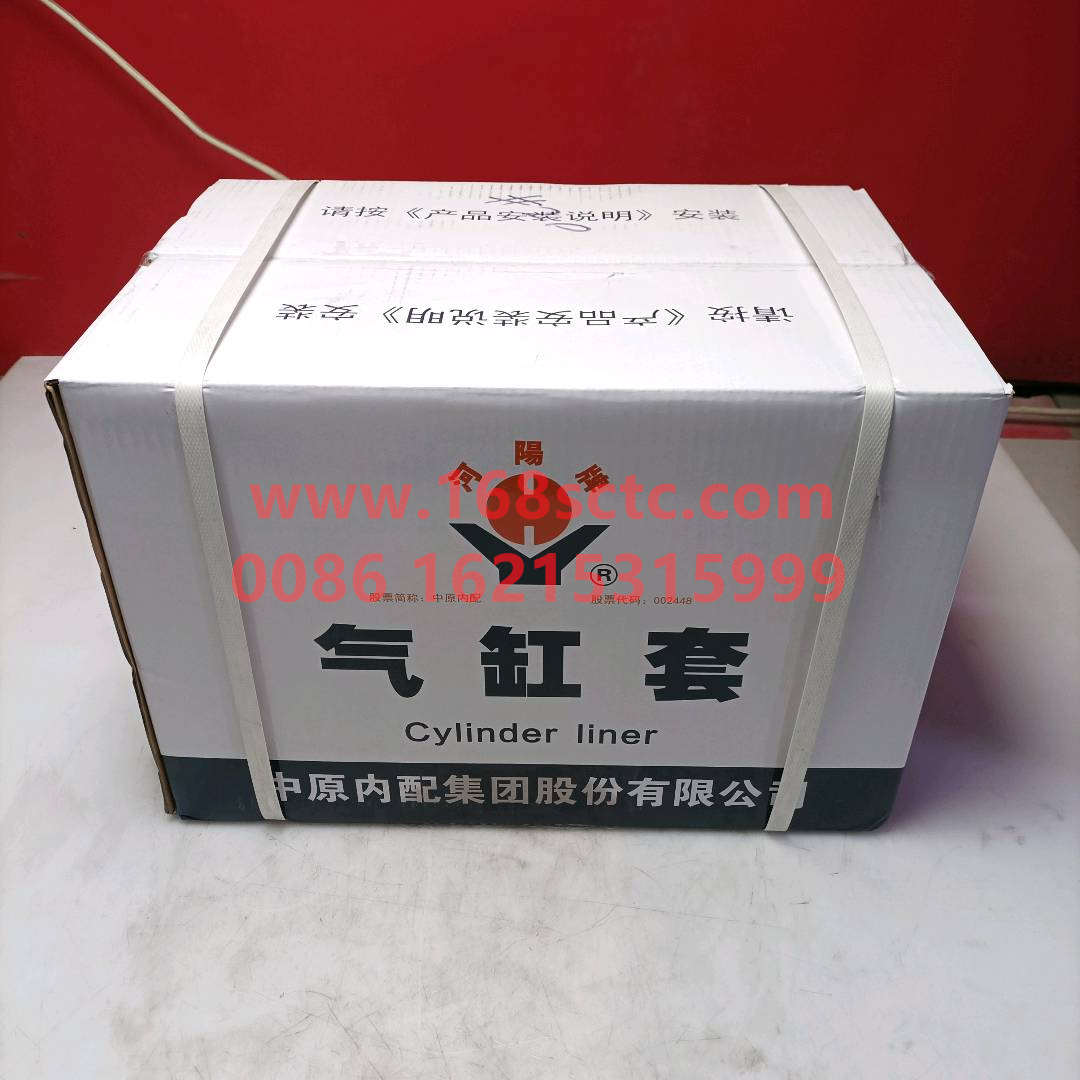 请按《产品安装说明》安装
请按《产品安装说明》安装
河陽牌
www.168sctc.com
0086 16215315999
®
股票简称：中原内配 股票代码：002448
气缸套
Cylinder liner
中原内配集团股份有限公司